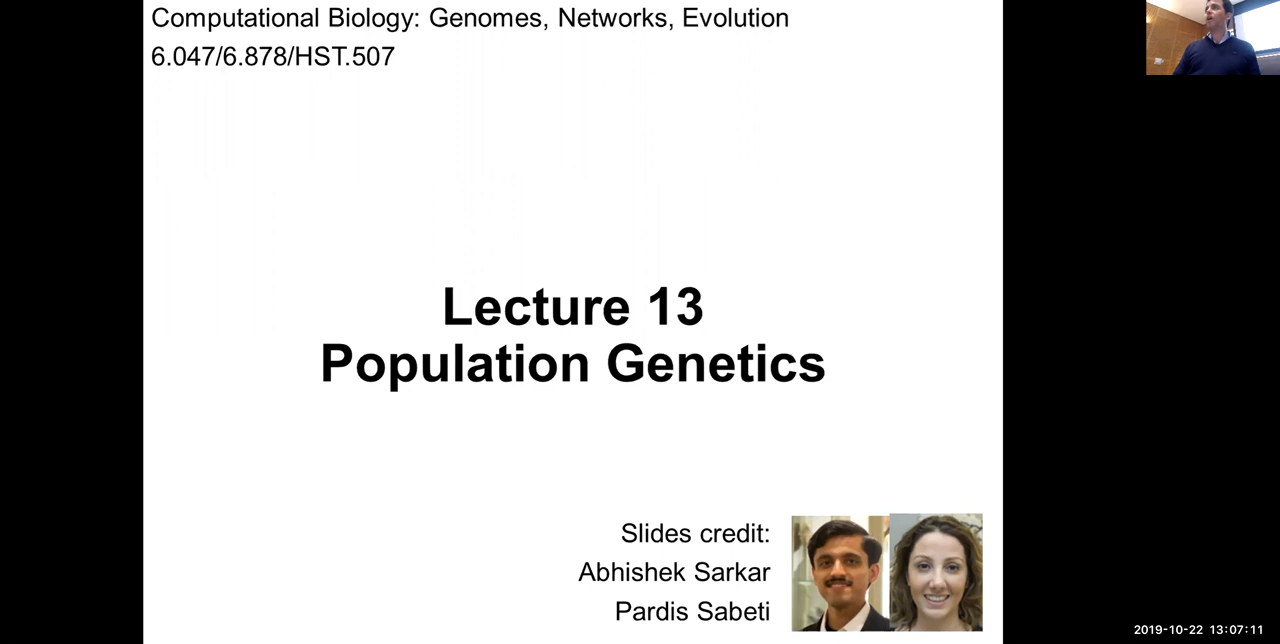 Computational Biology: Genomes, Networks, Evolution
6.047/6.878/HST.507
Lecture 13
Population Genetics
Slides credit:
Abhishek Sarkar
Pardis Sabeti
2019-10-22 13:07:11